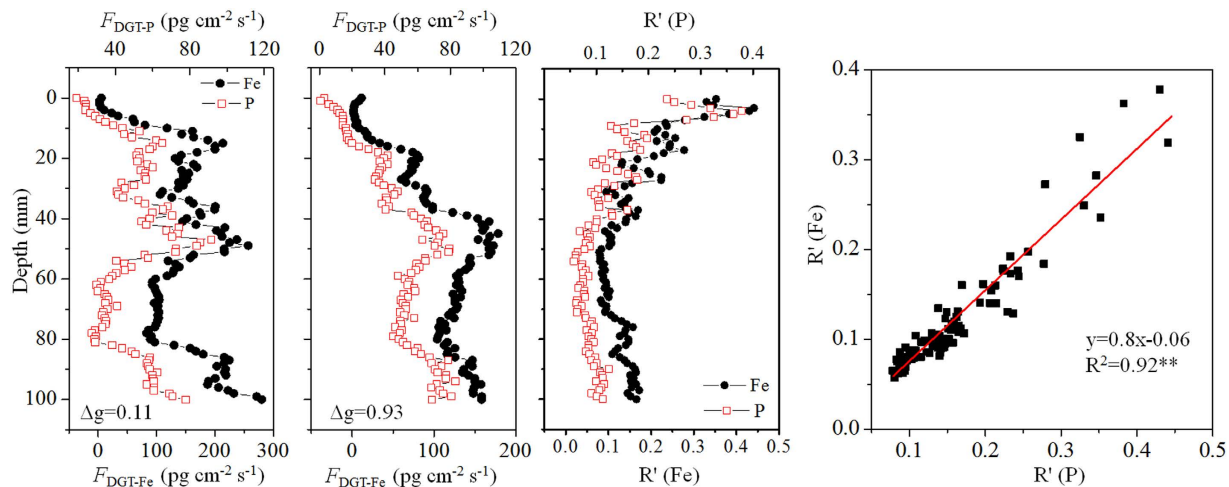 F_DGT-P (pg cm⁻² s⁻¹)
40 80 120
Fe
P
Depth (mm)
0
20
40
60
80
100
Δg=0.11
0 100 200 300
F_DGT-Fe (pg cm⁻² s⁻¹)
F_DGT-P (pg cm⁻² s⁻¹)
0 40 80 120
Δg=0.93
0 100 200
F_DGT-Fe (pg cm⁻² s⁻¹)
R' (P)
0.1 0.2 0.3 0.4
Fe
P
0.0 0.1 0.2 0.3 0.4 0.5
R' (Fe)
R' (Fe)
0.4
0.3
0.2
0.1
0.0
y=0.8x-0.06
R²=0.92**
0.1 0.2 0.3 0.4 0.5
R' (P)